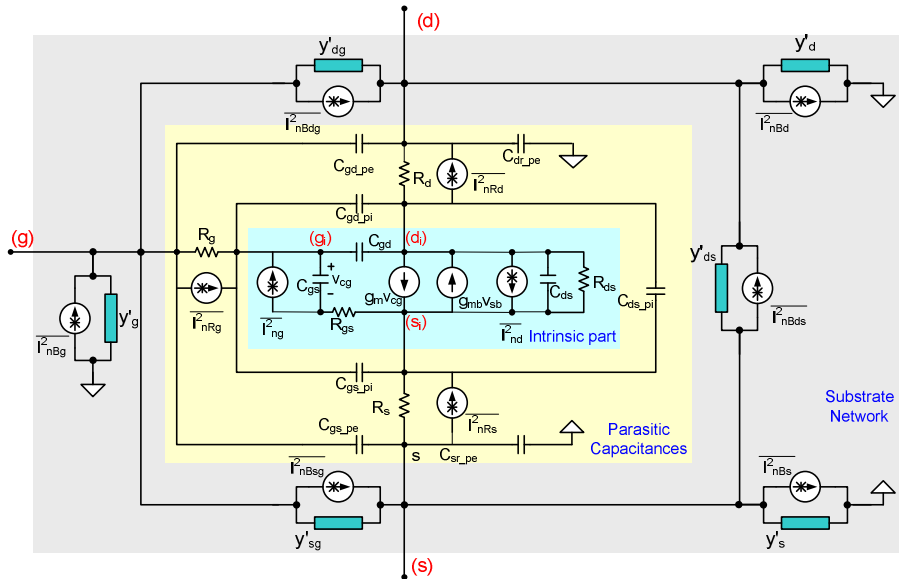 (d)
y'dg
y'd
I²nBdg
I²nBd
Cgd_pe
Cdr_pe
Rd
I²nRd
Cgd_pi
(g)
Rg
(gi)
Cgd
(di)
y'ds
+
vcg
−
Cgs
gmvcg
gmbvsb
Cds
Rds
Cds_pi
I²nRg
I²ng
Rgs
(si)
I²nd
Intrinsic part
I²nBds
y'g
I²nBg
Cgs_pi
Rs
I²nRs
Substrate
Network
Cgs_pe
Parasitic
Capacitances
s
Csr_pe
I²nBsg
I²nBs
y'sg
y's
(s)